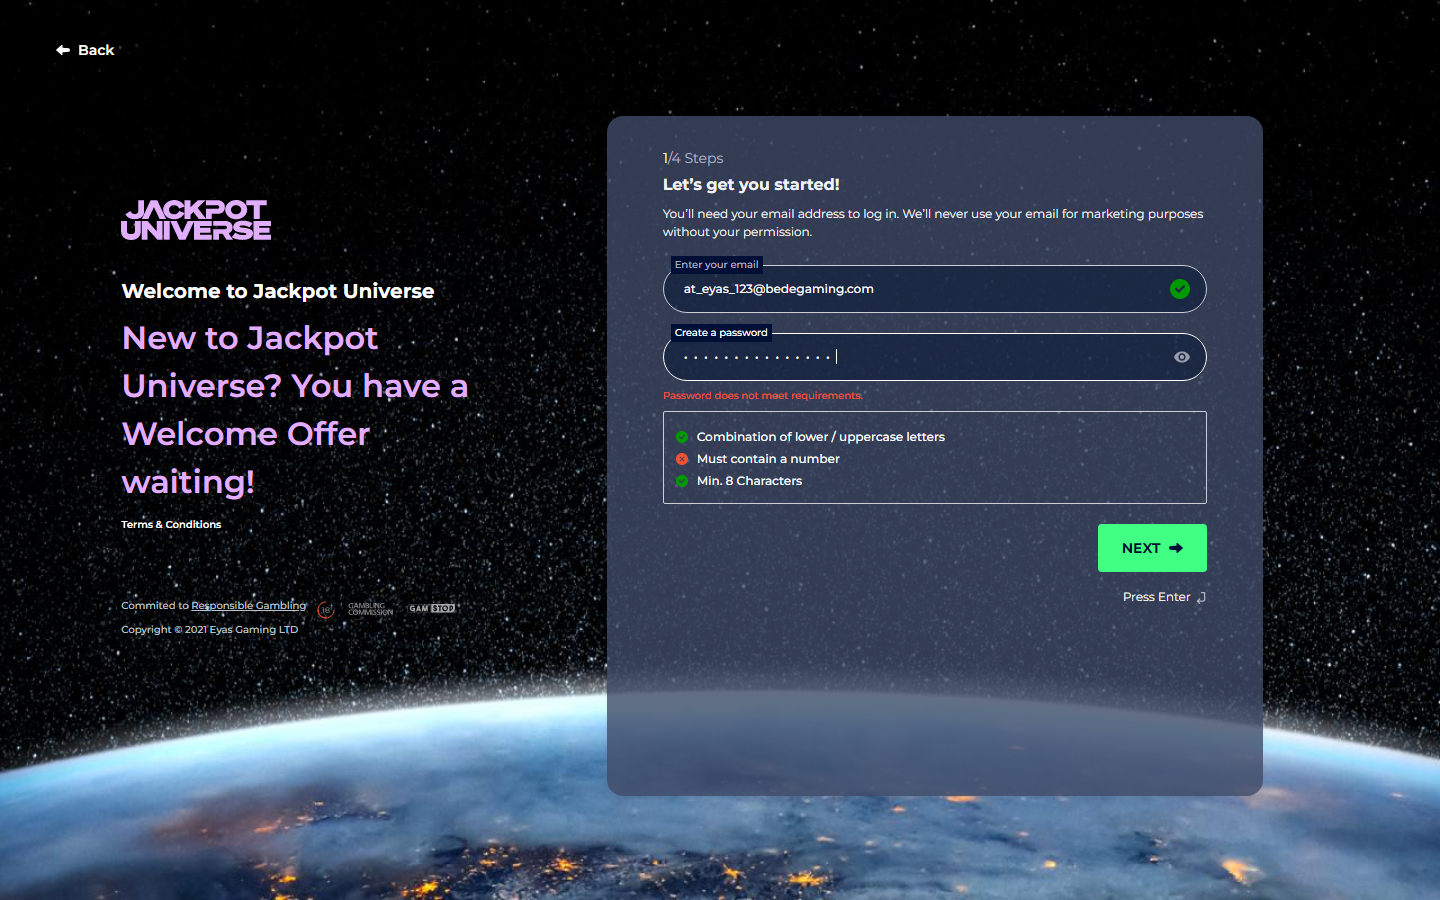 Back
JACKPOT
UNIVERSE
Welcome to Jackpot Universe
New to Jackpot
Universe? You have a
Welcome Offer
waiting!
Terms & Conditions
Commited to Responsible Gambling
18+
GAMBLING
COMMISSION
GAMSTOP
Copyright © 2021 Eyas Gaming LTD
1/4 Steps
Let's get you started!
You'll need your email address to log in. We'll never use your email for marketing purposes
without your permission.
Enter your email
at_eyas_123@bedegaming.com
Create a password
Password does not meet requirements.
Combination of lower / uppercase letters
Must contain a number
Min. 8 Characters
NEXT
Press Enter